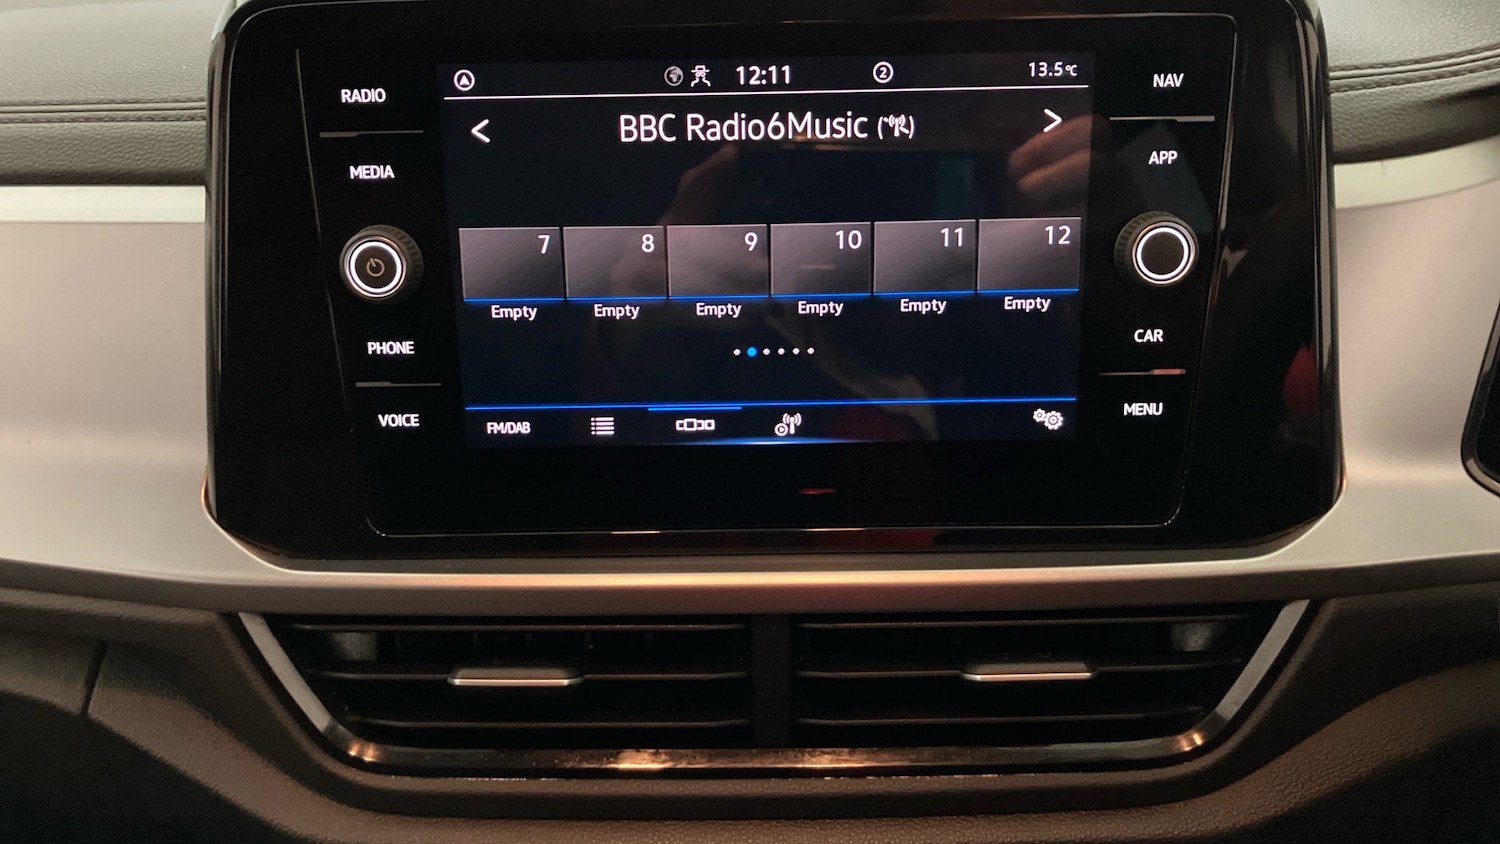 RADIO
MEDIA
PHONE
VOICE
12:11
2
13.5°C
BBC Radio6Music
7
8
9
10
11
12
Empty
Empty
Empty
Empty
Empty
Empty
FM/DAB
NAV
APP
CAR
MENU